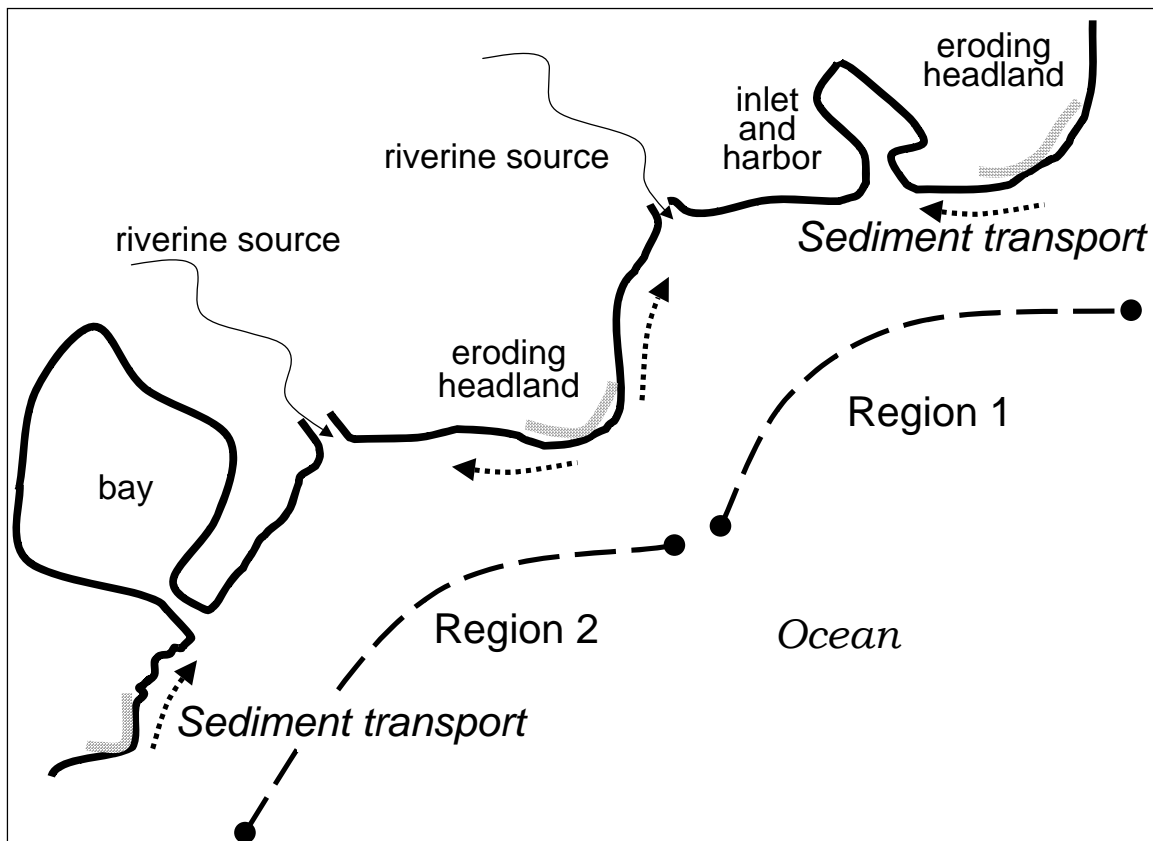 eroding
headland
inlet
and
harbor
riverine source
Sediment transport
riverine source
eroding
headland
Region 1
bay
Region 2
Ocean
Sediment transport